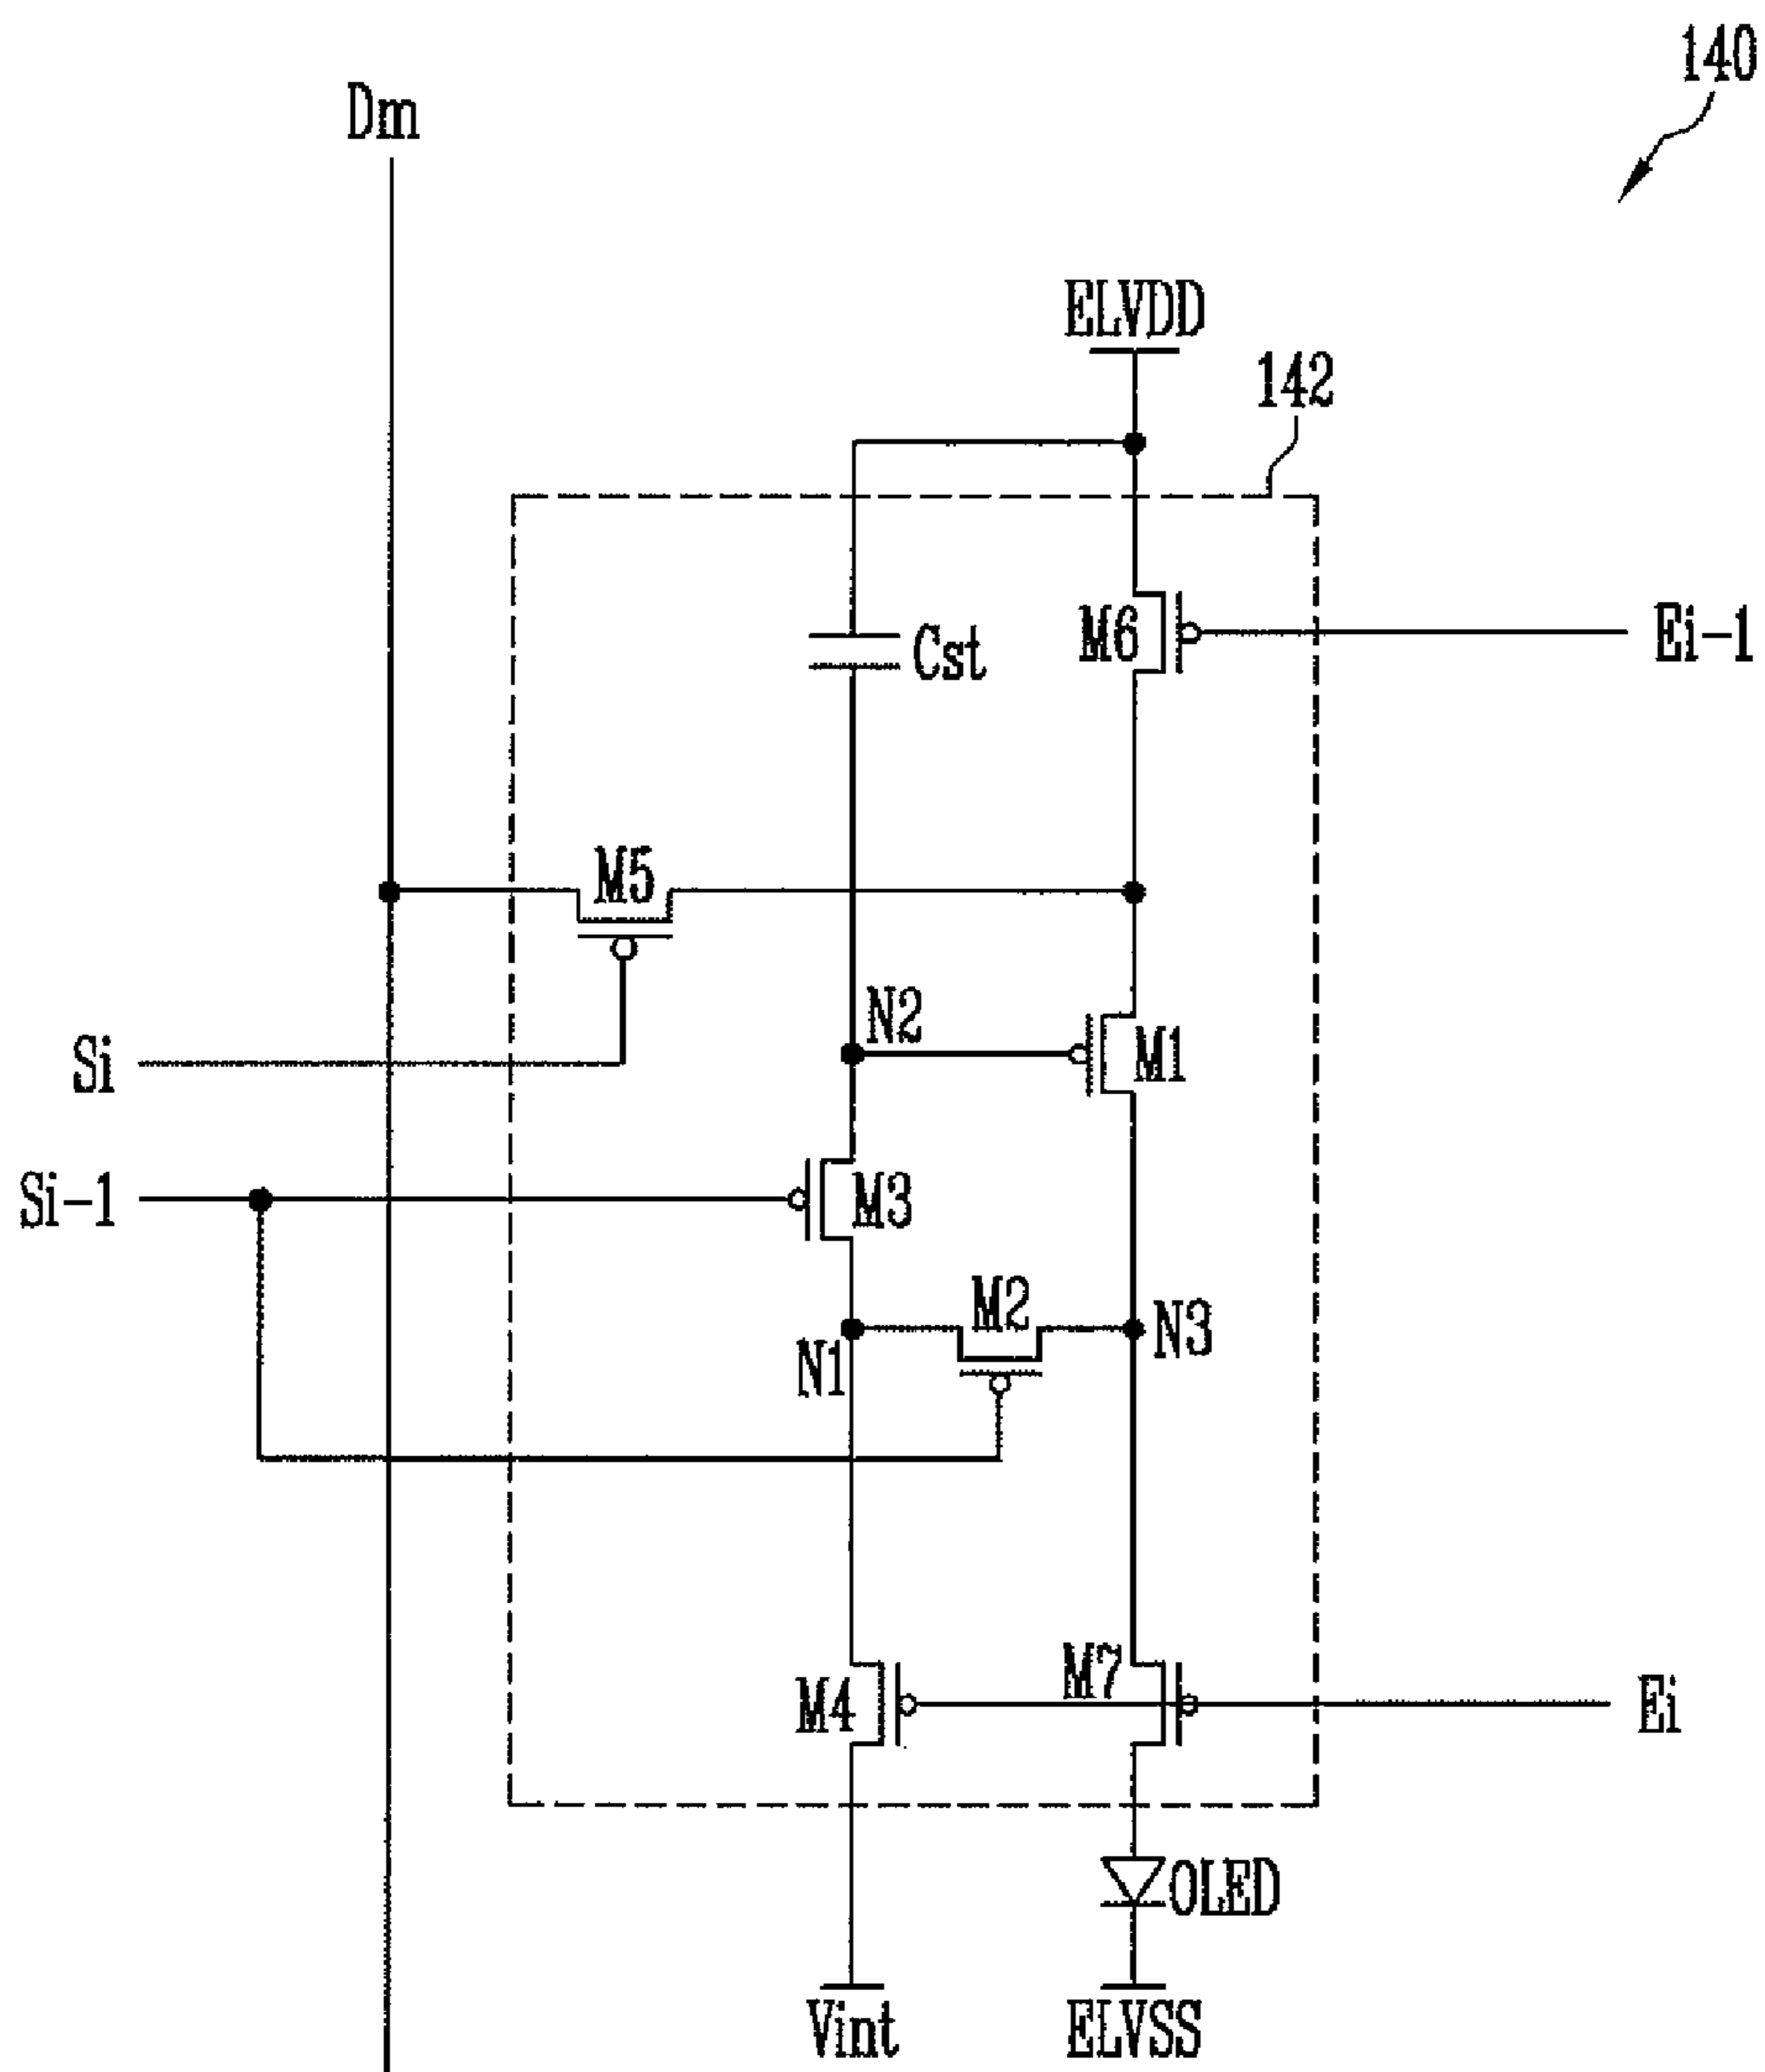 140
Dm
ELVDD
142
M6
Ei-1
Cst
M5
N2
M1
Si
Si-1
M3
M2
N3
N1
M7
M4
Ei
OLED
Vint
ELVSS